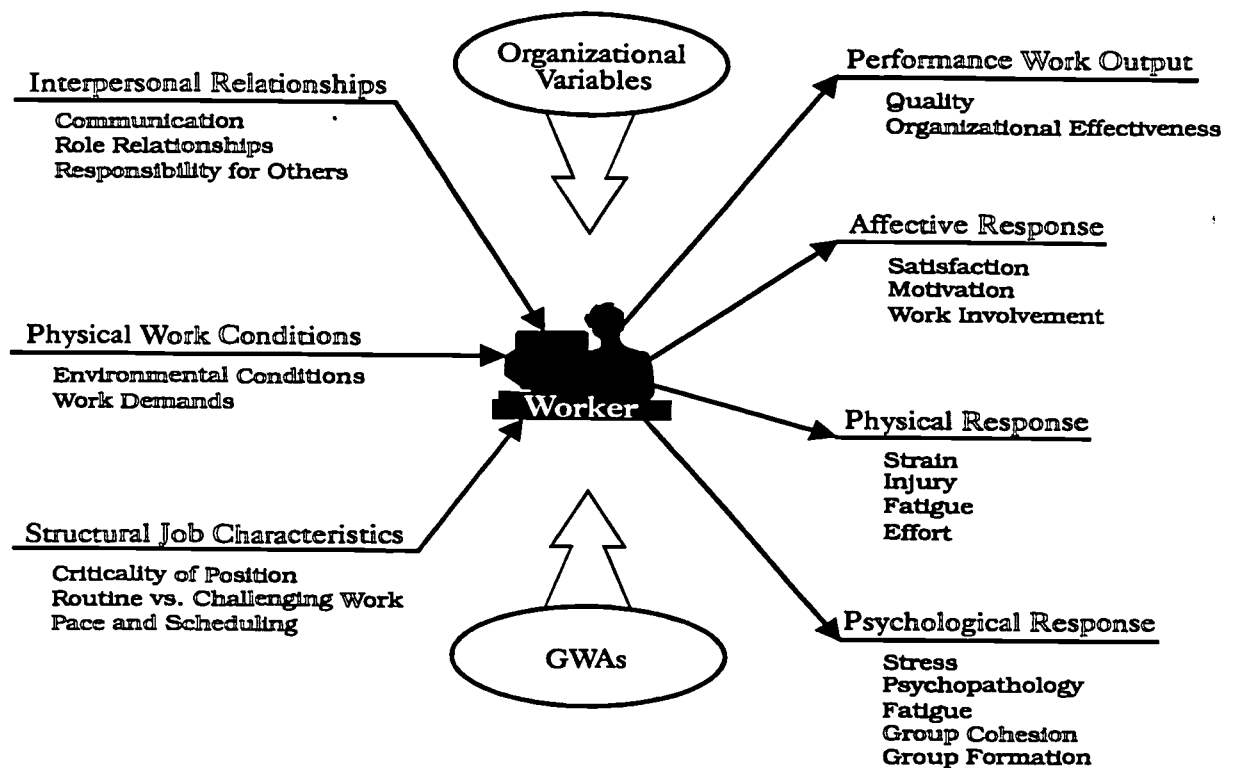 Organizational
Variables
Interpersonal Relationships
Communication
Role Relationships
Responsibility for Others
Physical Work Conditions
Environmental Conditions
Work Demands
Structural Job Characteristics
Criticality of Position
Routine vs. Challenging Work
Pace and Scheduling
Worker
GWAs
Performance Work Output
Quality
Organizational Effectiveness
Affective Response
Satisfaction
Motivation
Work Involvement
Physical Response
Strain
Injury
Fatigue
Effort
Psychological Response
Stress
Psychopathology
Fatigue
Group Cohesion
Group Formation